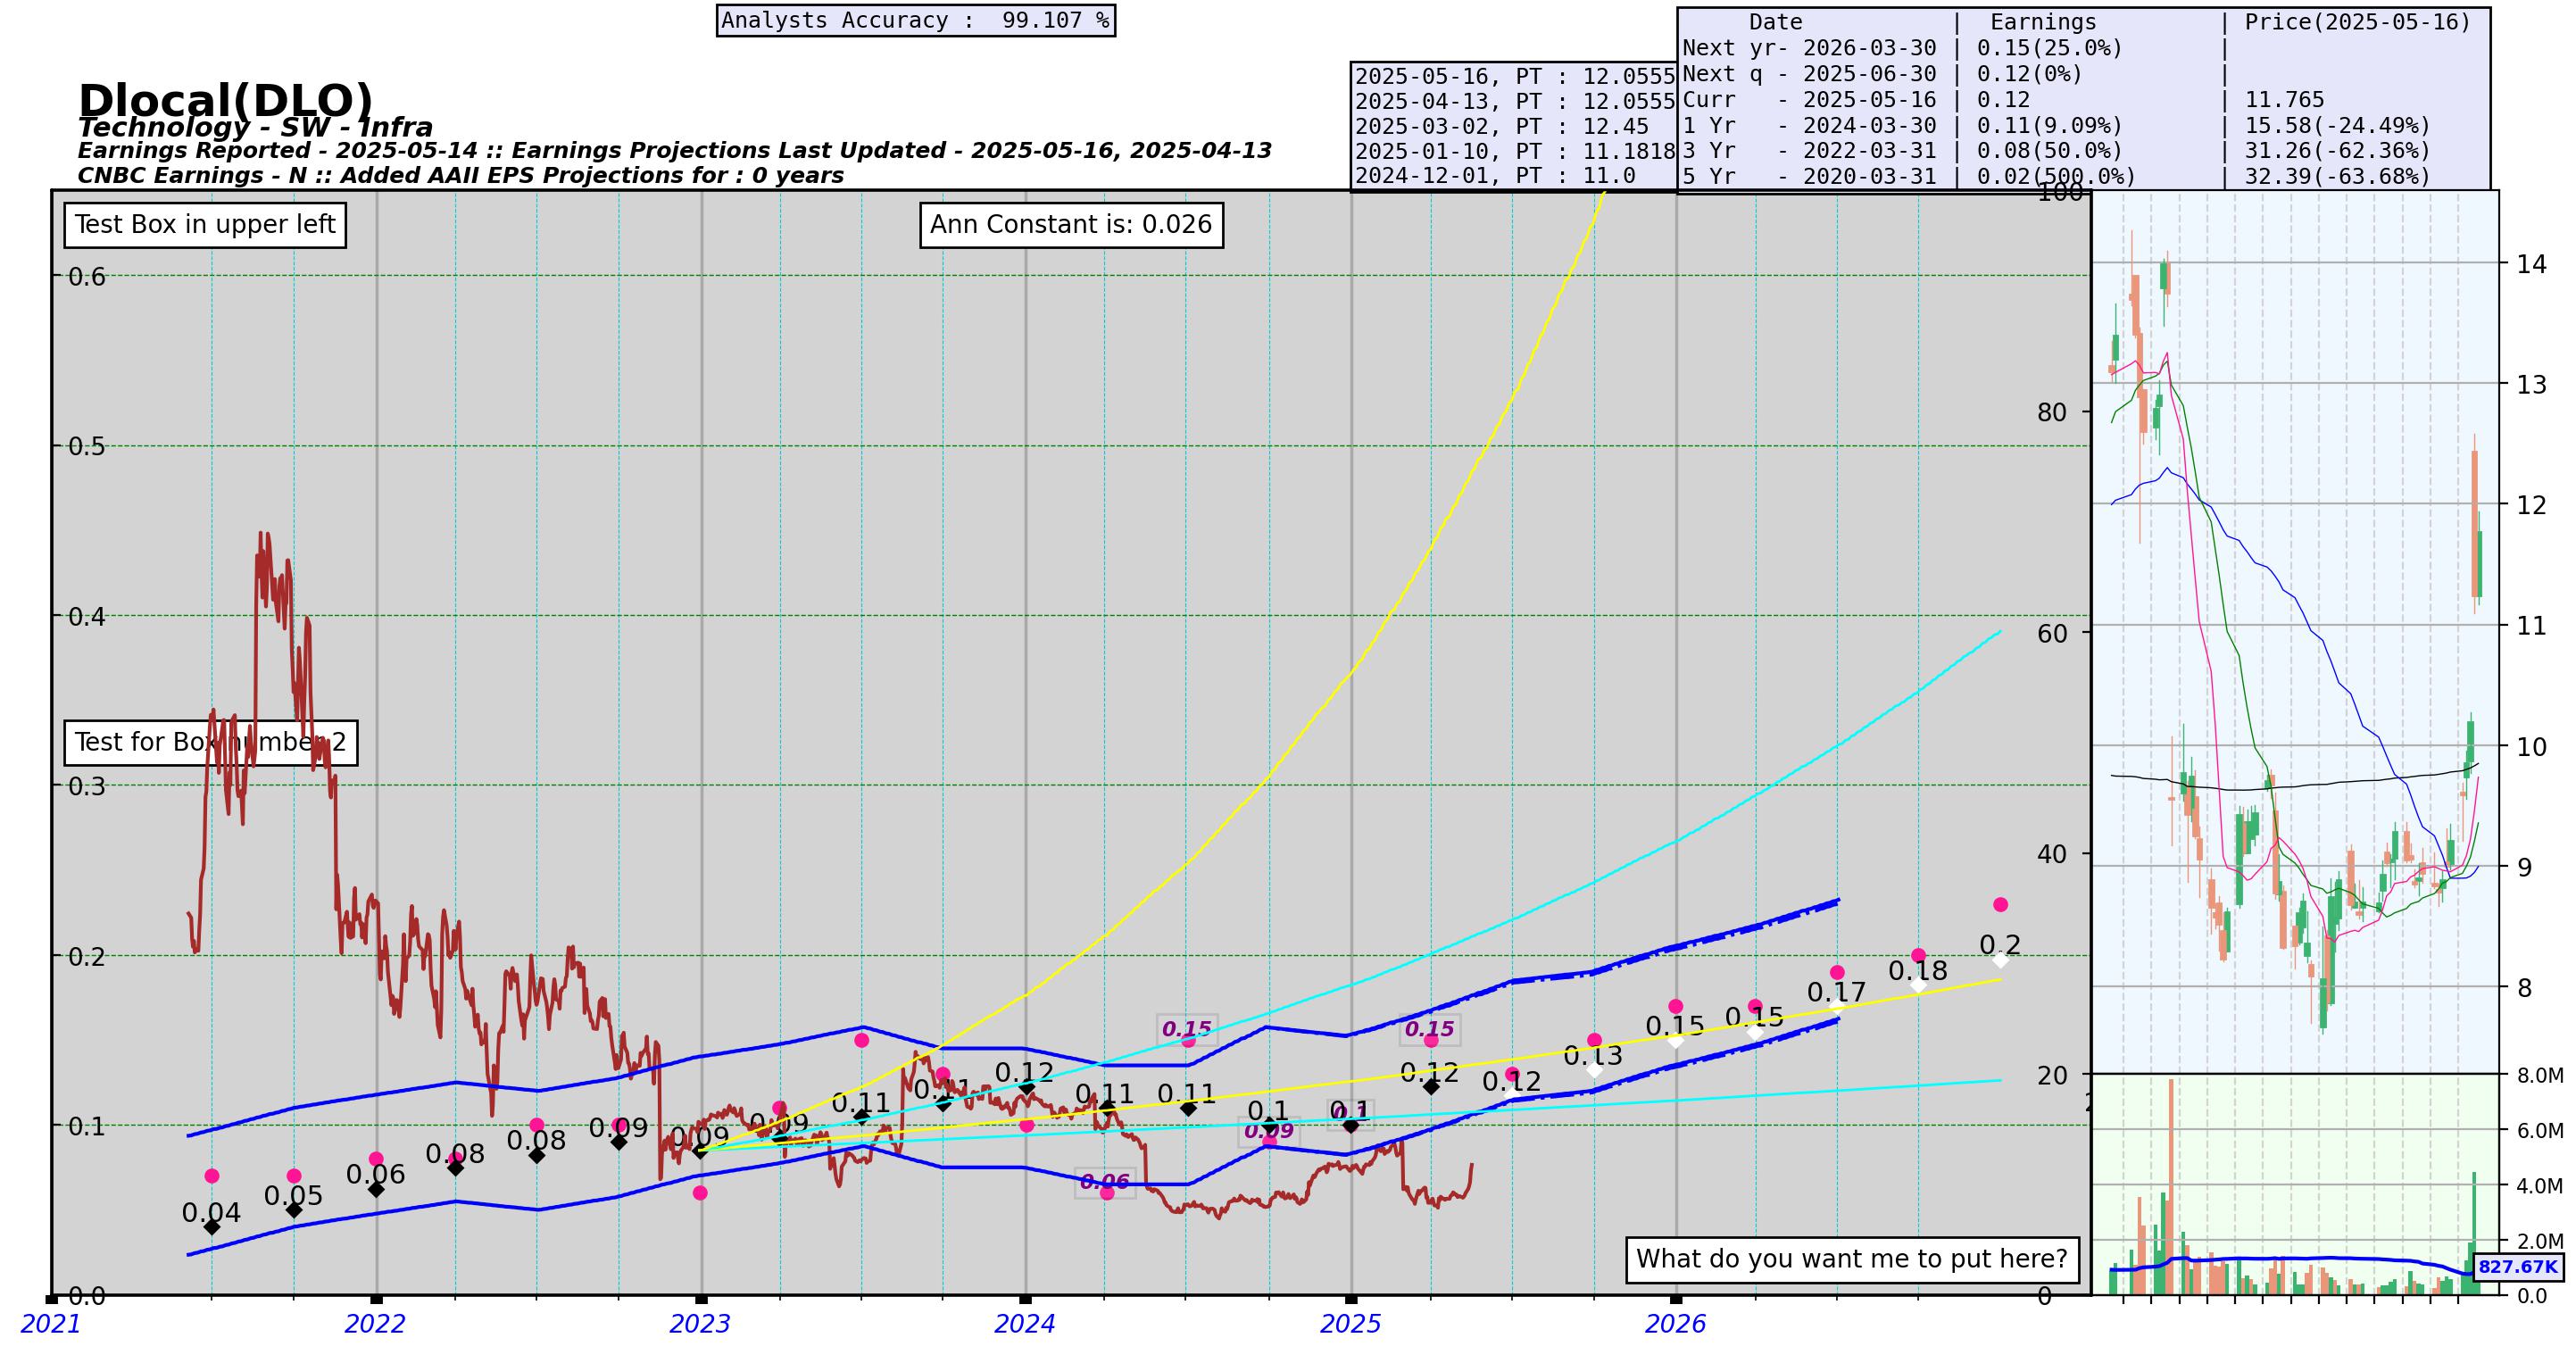 Analysts Accuracy :  99.107 %
Date | Earnings | Price(2025-05-16)
Next yr- 2026-03-30 | 0.15(25.0%) |
Next q - 2025-06-30 | 0.12(0%) |
Curr - 2025-05-16 | 0.12 | 11.765
1 Yr - 2024-03-30 | 0.11(9.09%) | 15.58(-24.49%)
3 Yr - 2022-03-31 | 0.08(50.0%) | 31.26(-62.36%)
5 Yr - 2020-03-31 | 0.02(500.0%) | 32.39(-63.68%)
2025-05-16, PT : 12.0555
2025-04-13, PT : 12.0555
2025-03-02, PT : 12.45
2025-01-10, PT : 11.1818
2024-12-01, PT : 11.0
Dlocal(DLO)
Technology - SW - Infra
Earnings Reported - 2025-05-14 :: Earnings Projections Last Updated - 2025-05-16, 2025-04-13
CNBC Earnings - N :: Added AAII EPS Projections for : 0 years
Test Box in upper left
Ann Constant is: 0.026
Test for Box number 2
What do you want me to put here?
0.6
0.5
0.4
0.3
0.2
0.1
0.0
100
80
60
40
20
0
14
13
12
11
10
9
8
8.0M
6.0M
4.0M
2.0M
827.67K
0.0
0.04
0.05
0.06
0.08
0.08
0.09
0.09
0.09
0.11
0.11
0.12
0.11
0.11
0.1
0.1
0.12
0.12
0.13
0.15
0.15
0.17
0.18
0.2
0.06
0.15
0.09
0.1
0.15
2021
2022
2023
2024
2025
2026